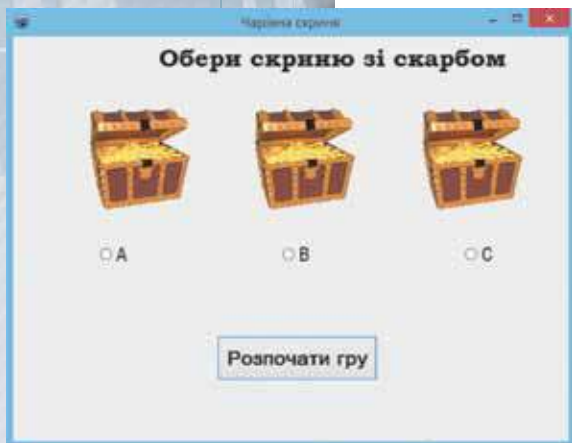 Чарівна скриня
Обери скриню зі скарбом
A
B
C
Розпочати гру